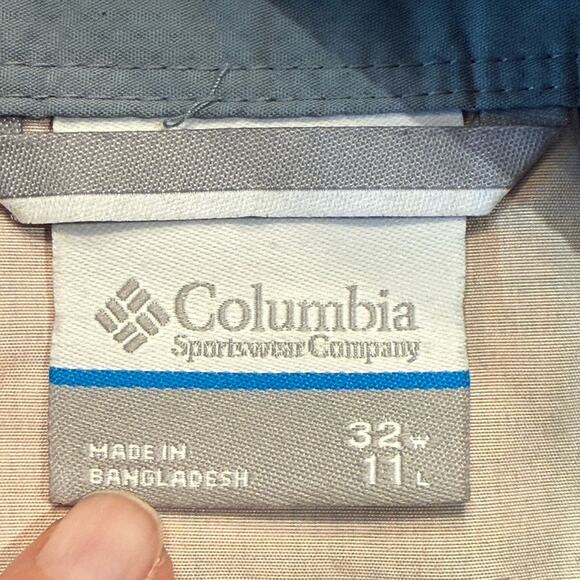 Columbia
Sportswear Company
MADE IN
BANGLADESH
32 W
11 L